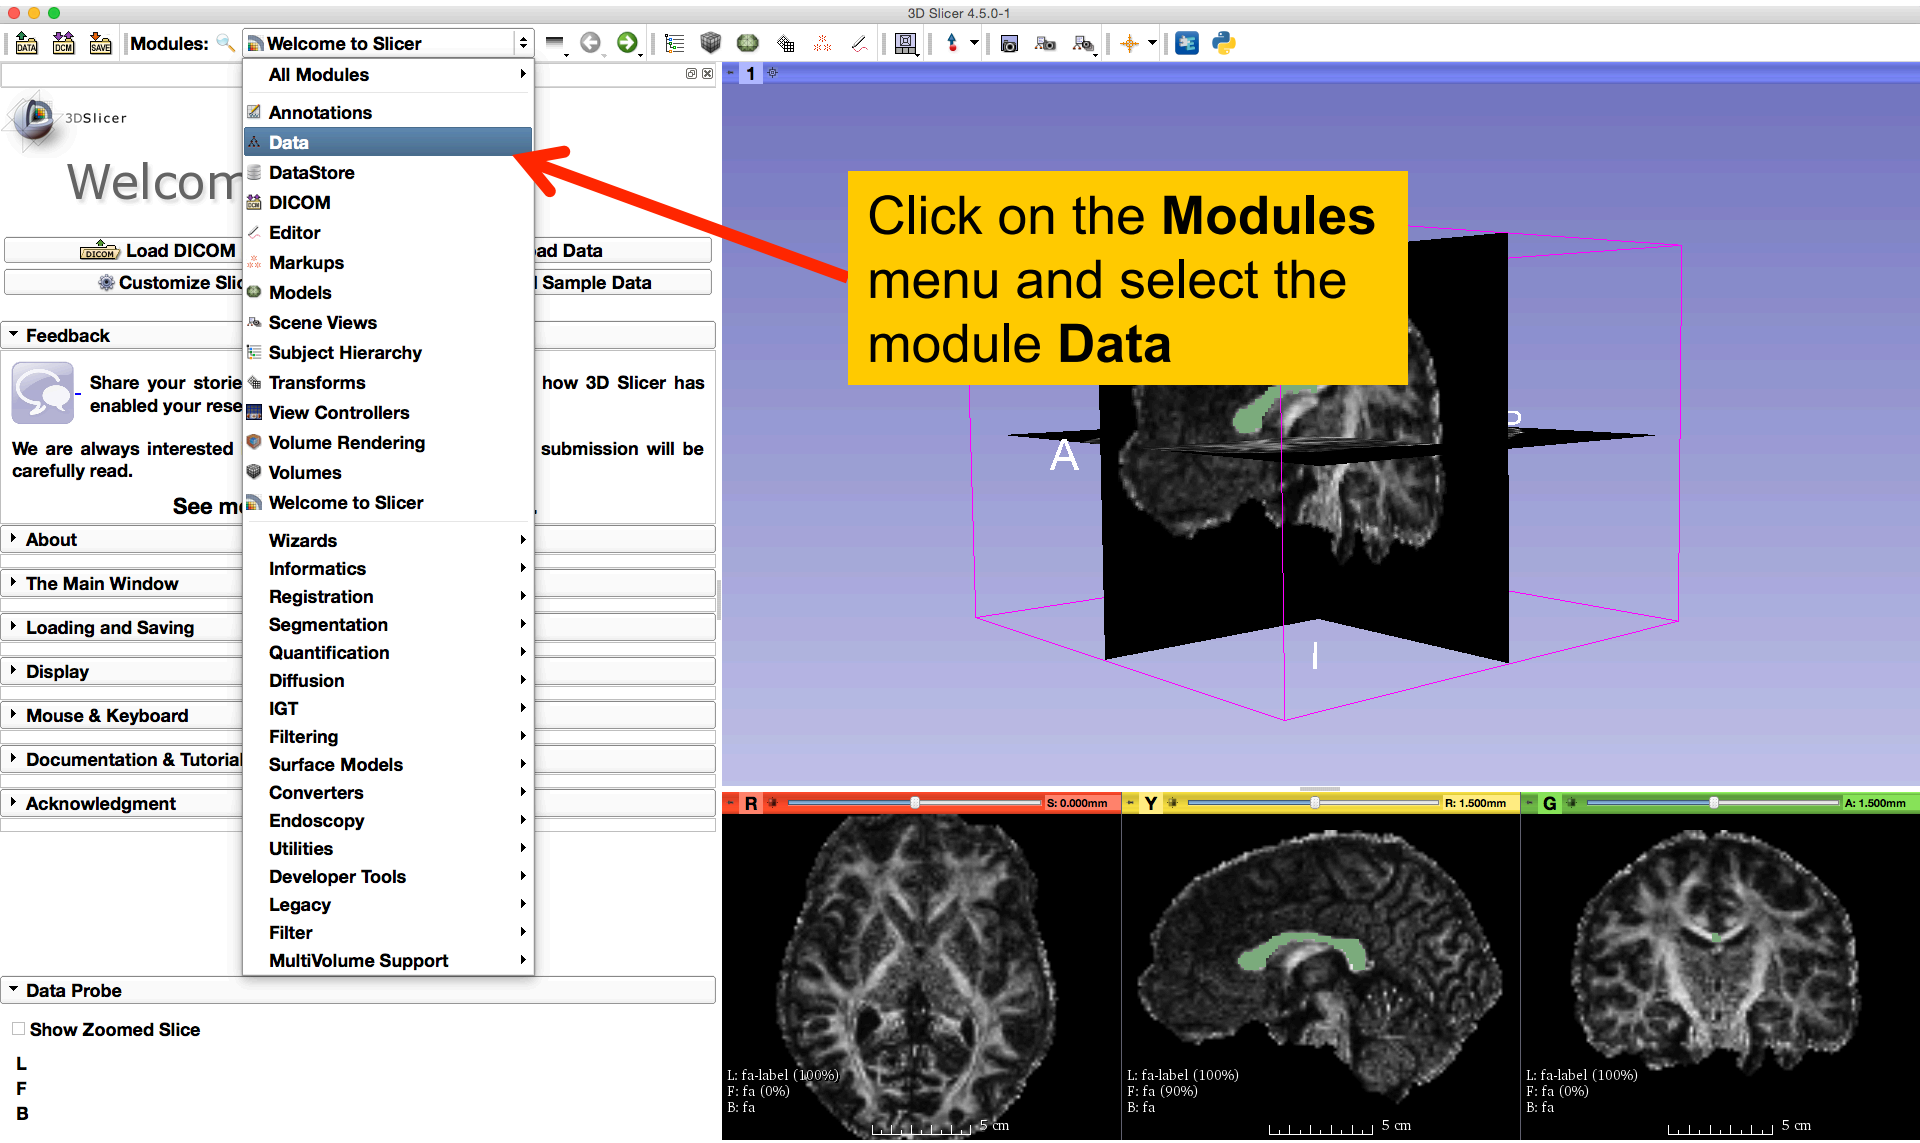 3D Slicer 4.5.0-1
DATA
DCM
SAVE
Modules:
Welcome to Slicer
All Modules
Annotations
Data
DataStore
DICOM
Editor
Markups
Models
Scene Views
Subject Hierarchy
Transforms
View Controllers
Volume Rendering
Volumes
Welcome to Slicer
Wizards
Informatics
Registration
Segmentation
Quantification
Diffusion
IGT
Filtering
Surface Models
Converters
Endoscopy
Utilities
Developer Tools
Legacy
Filter
MultiVolume Support
3DSlicer
Welcom
DICOM Load DICOM
ad Data
Customize Slic
Sample Data
Feedback
Share your storie how 3D Slicer has
enabled your rese
We are always interested submission will be
carefully read.
See mo
About
The Main Window
Loading and Saving
Display
Mouse & Keyboard
Documentation & Tutorial
Acknowledgment
Data Probe
Show Zoomed Slice
L
F
B
1
Click on the Modules
menu and select the
module Data
A
I
R S: 0.000mm
L: fa-label (100%)
F: fa (0%)
B: fa
5 cm
Y R: 1.500mm
L: fa-label (100%)
F: fa (90%)
B: fa
5 cm
G A: 1.500mm
L: fa-label (100%)
F: fa (0%)
B: fa
5 cm